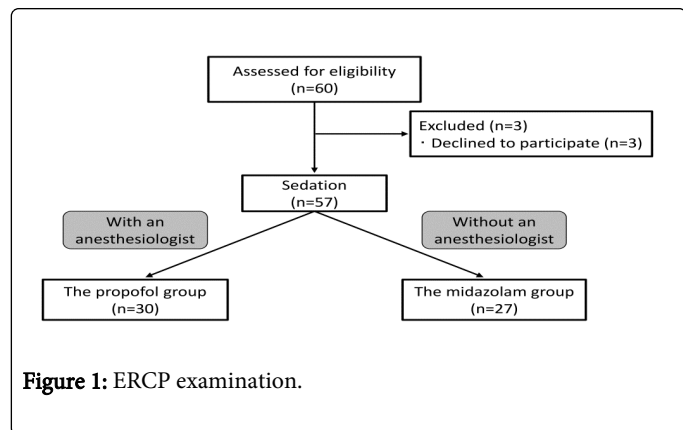 Assessed for eligibility
(n=60)
Excluded (n=3)
・Declined to participate (n=3)
Sedation
(n=57)
With an
anesthesiologist
Without an
anesthesiologist
The propofol group
(n=30)
The midazolam group
(n=27)
Figure 1: ERCP examination.